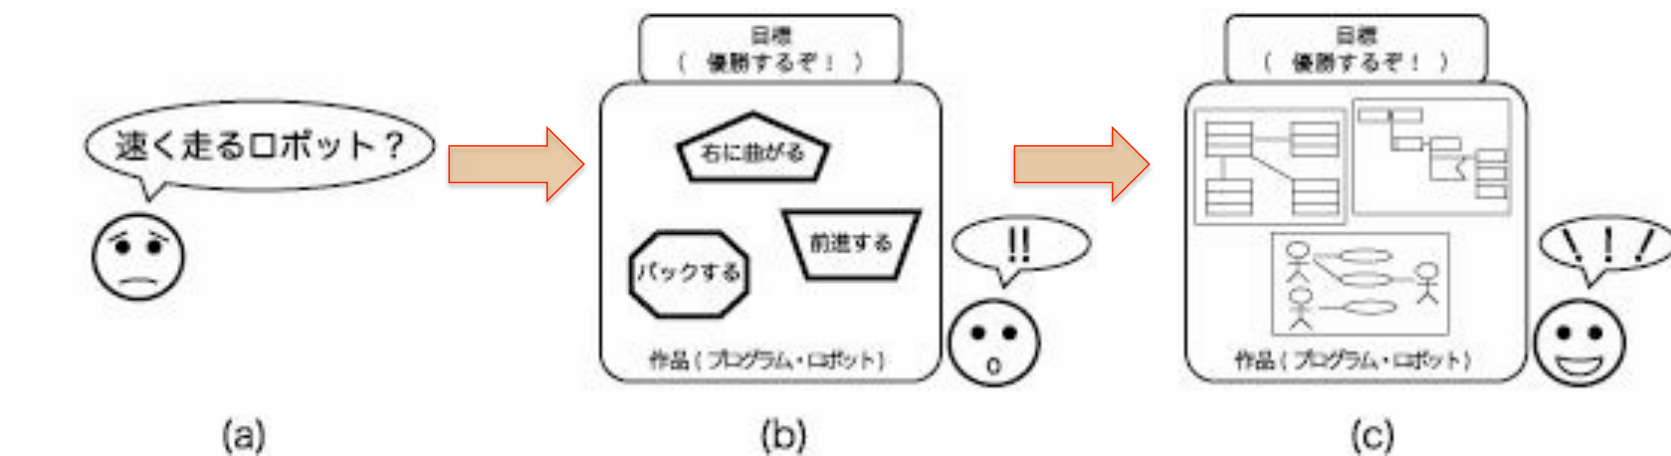 速く走るロボット？
(a)
目標
（ 優勝するぞ！ ）
右に曲がる
前進する
バックする
!!
作品（プログラム・ロボット）
(b)
目標
（ 優勝するぞ！ ）
\ ! /
作品（プログラム・ロボット）
(c)